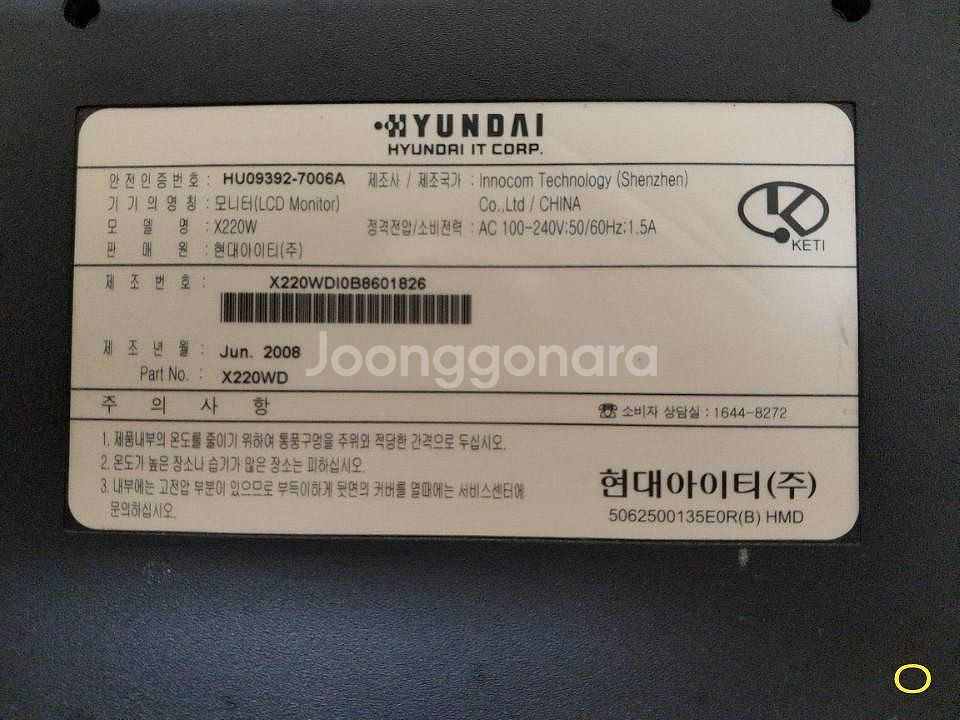 HYUNDAI
HYUNDAI IT CORP.
안전인증번호 : HU09392-7006A
기기의명칭 : 모니터(LCD Monitor)
모델명 : X220W
판매원 : 현대아이티(주)
제조사 / 제조국가 : Innocom Technology (Shenzhen)
Co.,Ltd / CHINA
정격전압/소비전력 : AC 100-240V;50/60Hz;1.5A
KETI
제조번호 : X220WDI0B8601826
제조년월 : Jun. 2008
Part No. : X220WD
Joonggonara
주의사항
☎ 소비자 상담실 : 1644-8272
1. 제품내부의 온도를 줄이기 위하여 통풍구멍을 주위와 적당한 간격으로 두십시오.
2. 온도가 높은 장소나 습기가 많은 장소는 피하십시오.
3. 내부에는 고전압 부분이 있으므로 부득이하게 뒷면의 커버를 열때에는 서비스센터에
문의하십시오.
현대아이티(주)
5062500135E0R(B) HMD